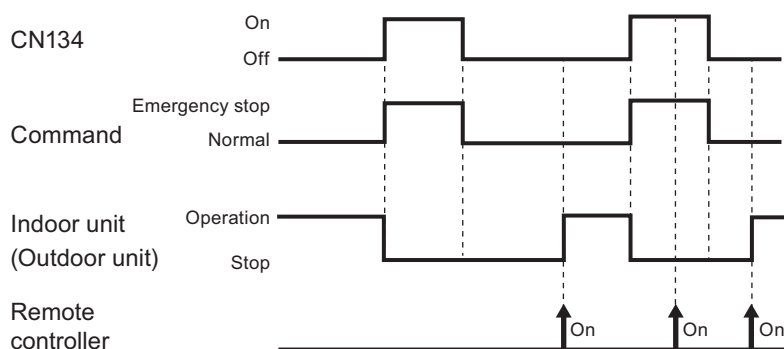 On
CN134
Off
Emergency stop
Command
Normal
Indoor unit
(Outdoor unit)
Operation
Stop
Remote
controller
On
On
On